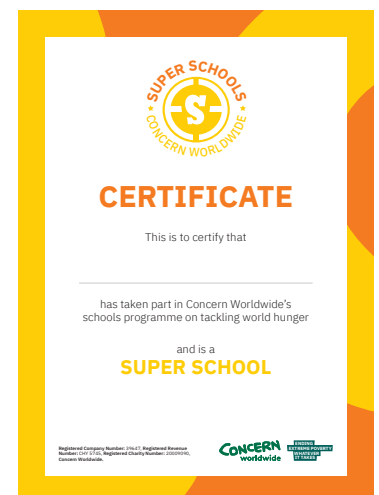 SUPER SCHOOLS
S
CONCERN WORLDWIDE
CERTIFICATE
This is to certify that
has taken part in Concern Worldwide's
schools programme on tackling world hunger
and is a
SUPER SCHOOL
Registered Company Number: 39647, Registered Revenue
Number: CHY 5745, Registered Charity Number: 20009090,
Concern Worldwide.
CONCERN
worldwide
ENDING
EXTREME POVERTY
WHATEVER
IT TAKES